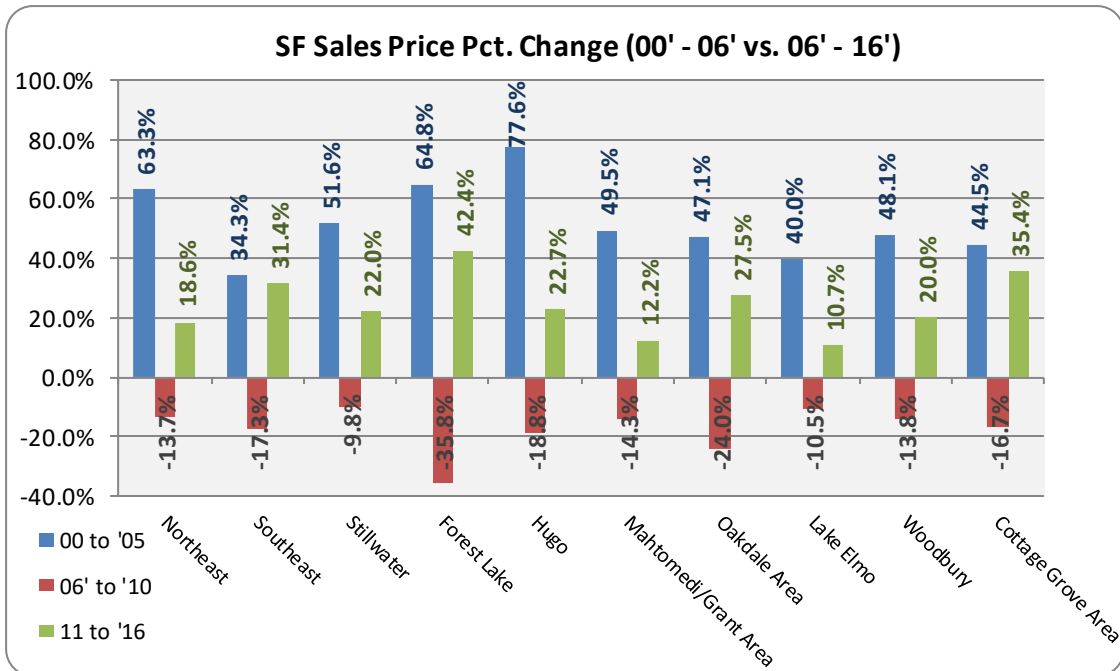 SF Sales Price Pct. Change (00' - 06' vs. 06' - 16')
100.0%
80.0%
60.0%
40.0%
20.0%
0.0%
-20.0%
-40.0%
63.3%
34.3%
51.6%
64.8%
77.6%
49.5%
47.1%
40.0%
48.1%
44.5%
-13.7%
-17.3%
-9.8%
-35.8%
-18.8%
-14.3%
-24.0%
-10.5%
-13.8%
-16.7%
18.6%
31.4%
22.0%
42.4%
22.7%
12.2%
27.5%
10.7%
20.0%
35.4%
Northeast
Southeast
Stillwater
Forest Lake
Hugo
Mahtomedi/Grant Area
Oakdale Area
Lake Elmo
Woodbury
Cottage Grove Area
00 to '05
06' to '10
11 to '16